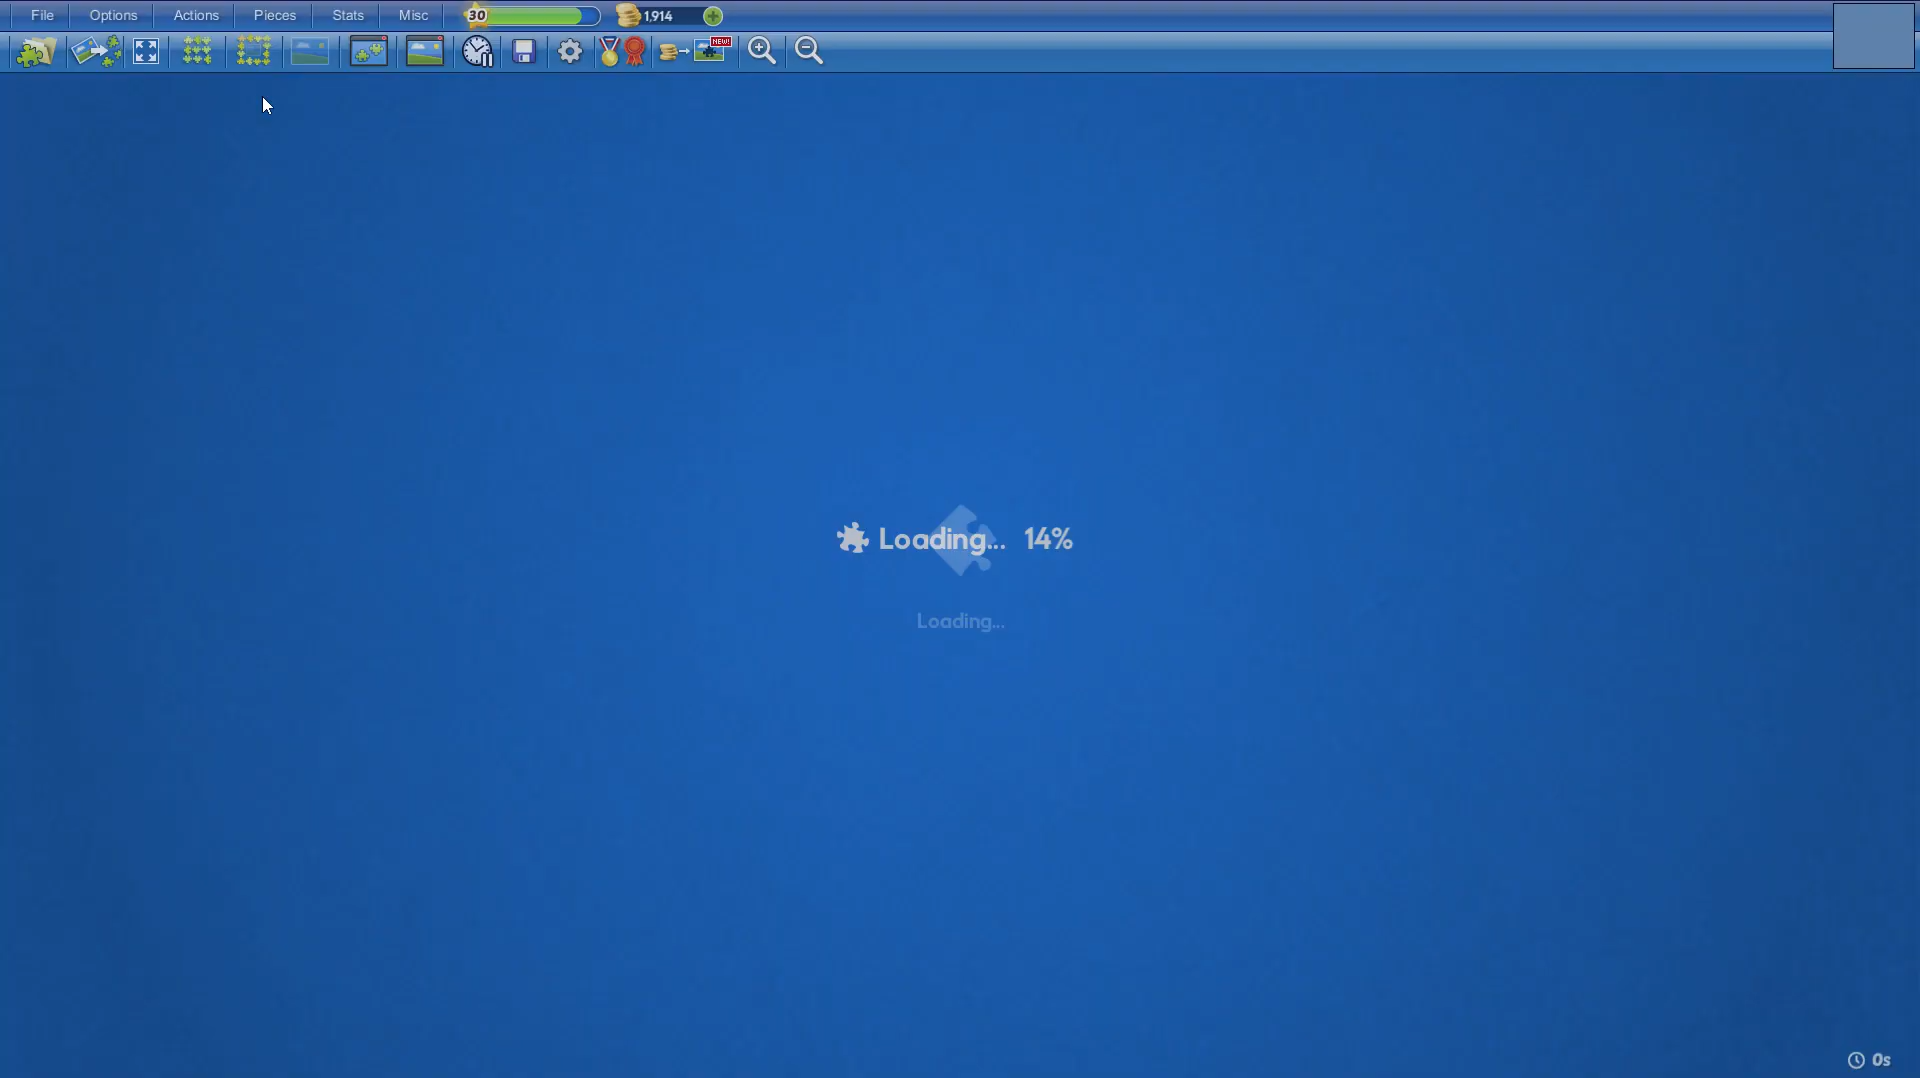 File Options Actions Pieces Stats Misc 30 1,914
NEW!
Loading... 14%
Loading...
0s